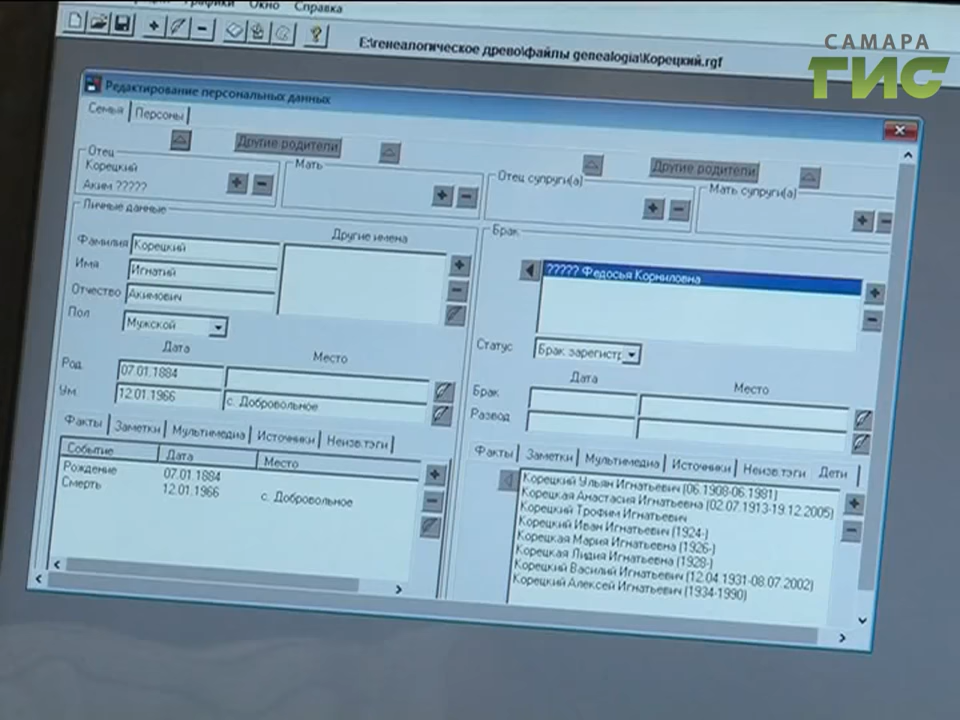 Окно Справка
E:\генеалогическое древо\файлы genealogia\Корецкий.rgf
САМАРА
ГИС
Редактирование персональных данных
Семья Персоны
Другие родители Другие родители
Отец Мать Отец супруги(а) Мать супруги(а)
Корецкий
Аким ?????
Личные данные Брак
Фамилия Корецкий Другие имена
Имя Игнатий ????? Федосья Корниловна
Отчество Акимович
Пол Мужской
Статус Брак зарегистр
Дата Место Дата Место
Род. 07.01.1884 Брак
Ум. 12.01.1966 с. Добровольное Развод
Факты Заметки Мультимедиа Источники Неизв.тэги
Факты Заметки Мультимедиа Источники Неизв.тэги Дети
Событие Дата Место
Рождение 07.01.1884
Смерть 12.01.1966 с. Добровольное
Корецкий Ульян Игнатьевич (06.1908-06.1981)
Корецкая Анастасия Игнатьевна (02.07.1913-19.12.2005)
Корецкий Трофим Игнатьевич
Корецкий Иван Игнатьевич (1924-)
Корецкая Мария Игнатьевна (1926-)
Корецкая Лидия Игнатьевна (1928-)
Корецкий Василий Игнатьевич (12.04.1931-08.07.2002)
Корецкий Алексей Игнатьевич (1934-1990)